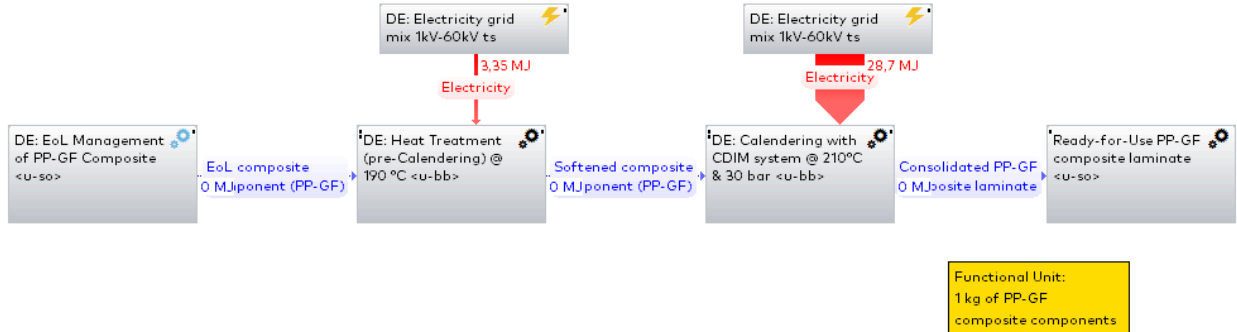 DE: Electricity grid
mix 1kV-60kV ts
DE: Electricity grid
mix 1kV-60kV ts
3,35 MJ
Electricity
28,7 MJ
Electricity
DE: EoL Management
of PP-GF Composite
<u-so>
EoL composite
0 MJ ponent (PP-GF)
DE: Heat Treatment
(pre-Calendering) @
190 °C <u-bb>
Softened composite
0 MJ ponent (PP-GF)
DE: Calendering with
CDIM system @ 210°C
& 30 bar <u-bb>
Consolidated PP-GF
0 MJ osite laminate
Ready-for-Use PP-GF
composite laminate
<u-so>
Functional Unit:
1 kg of PP-GF
composite components